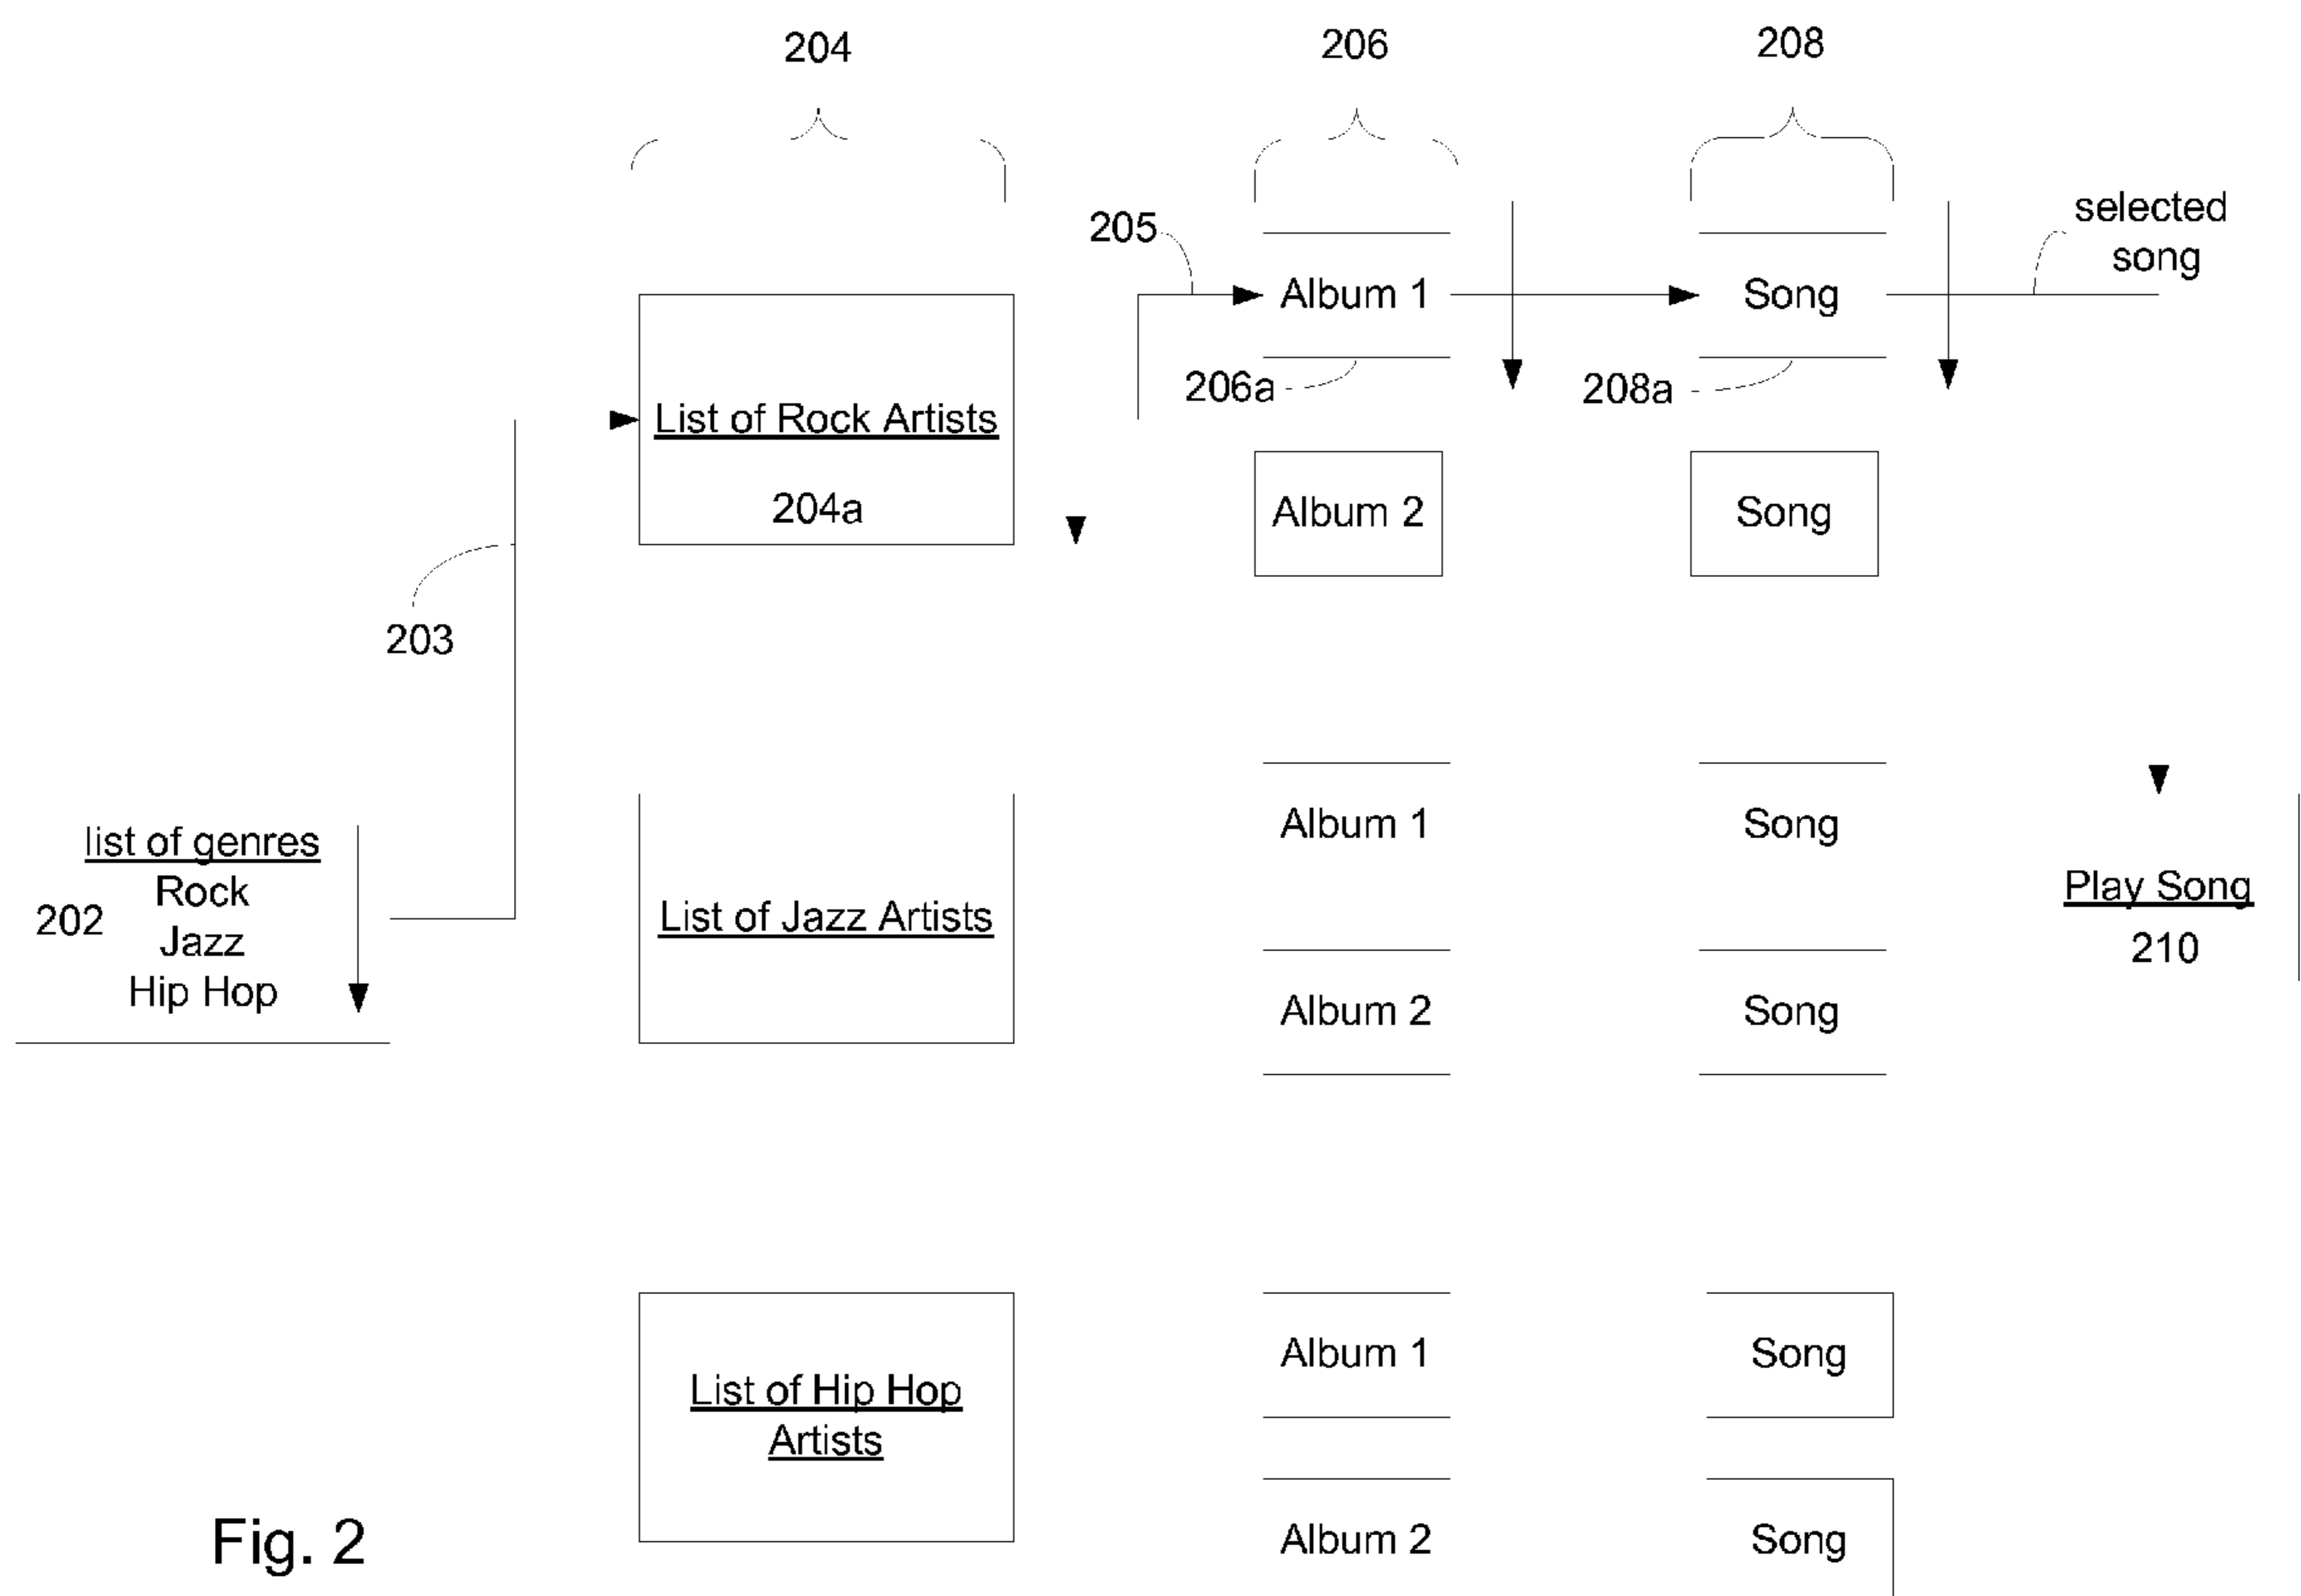 204
206
208
205
selected
song
Album 1
Song
206a
208a
List of Rock Artists
204a
Album 2
Song
203
list of genres
Rock
202
Jazz
Hip Hop
List of Jazz Artists
Album 1
Song
Album 2
Song
Play Song
210
List of Hip Hop
Artists
Album 1
Song
Album 2
Song
Fig. 2